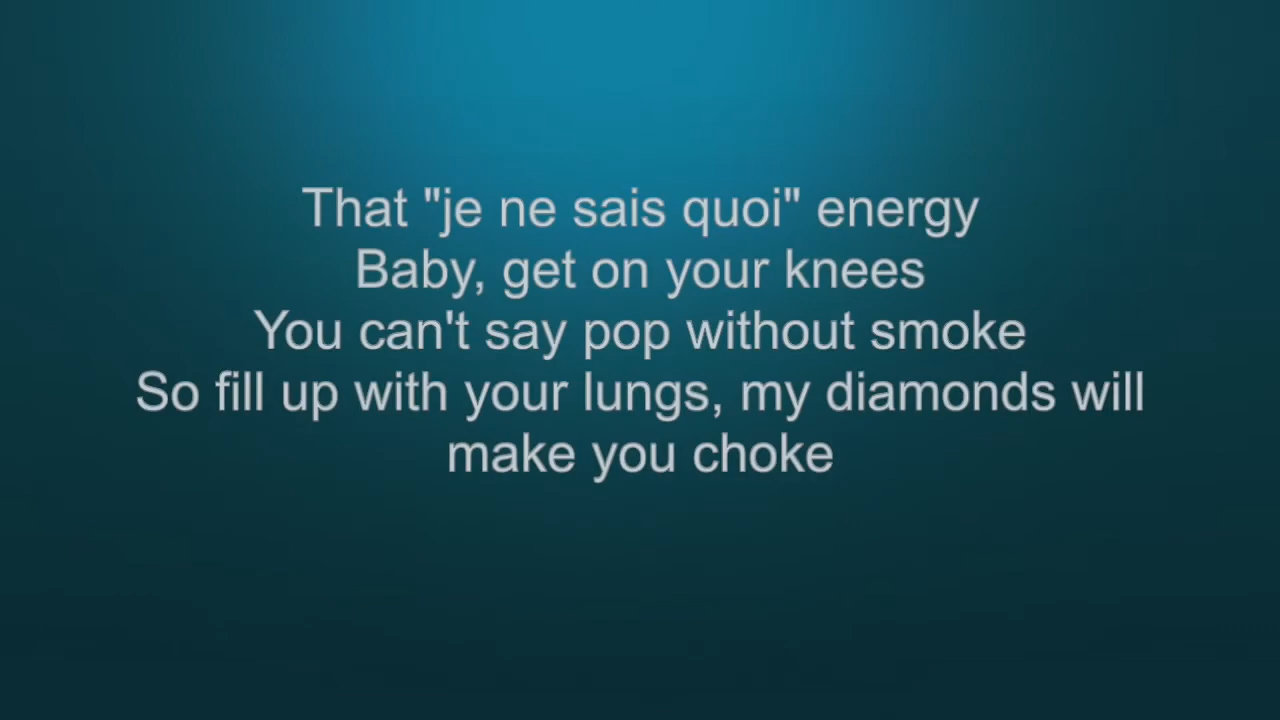 That "je ne sais quoi" energy
Baby, get on your knees
You can't say pop without smoke
So fill up with your lungs, my diamonds will
make you choke